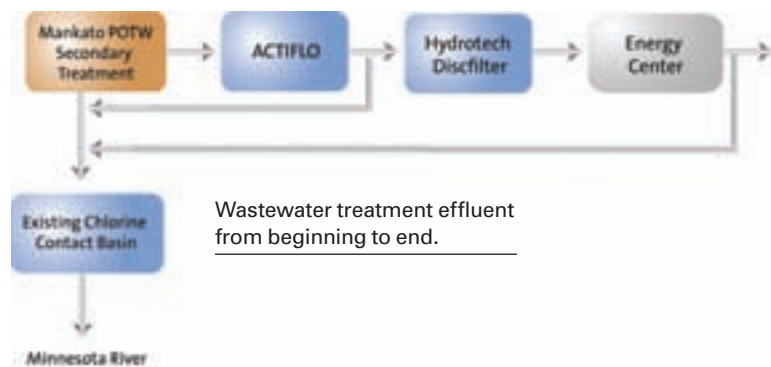 Mankato POTW
Secondary
Treatment
ACTIFLO
Hydrotech
Discfilter
Energy
Center
Existing Chlorine
Contact Basin
Wastewater treatment effluent
from beginning to end.
Minnesota River